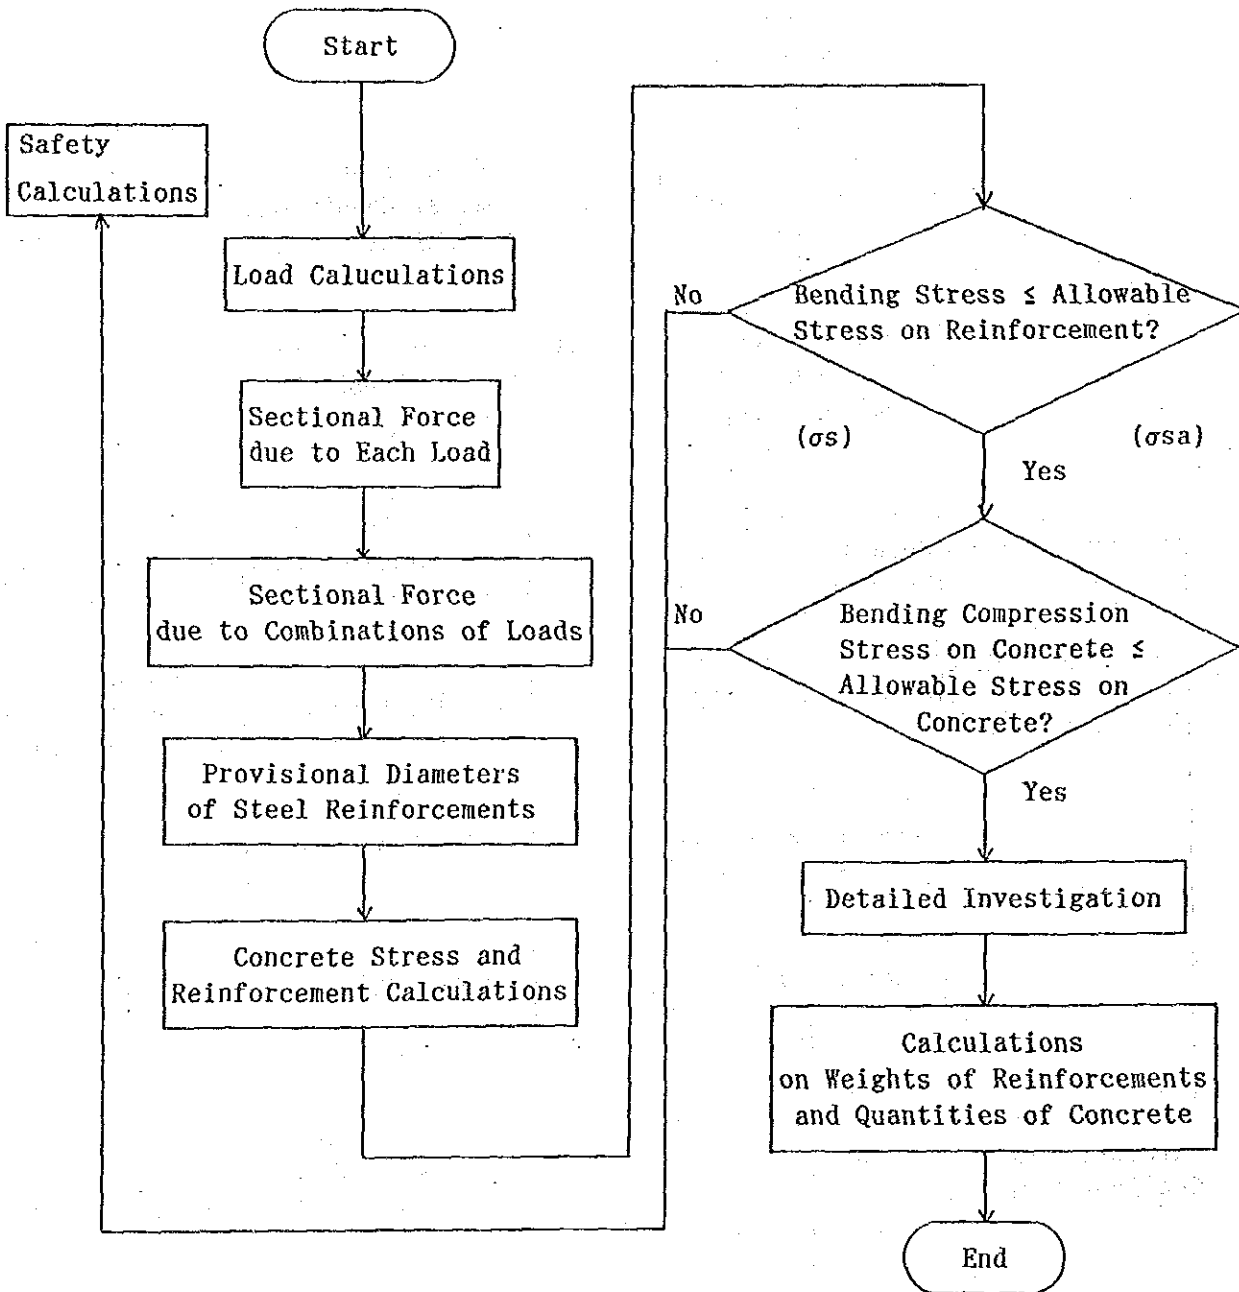 Start
Safety
Calculations
Load Caluculations
Sectional Force
due to Each Load
Sectional Force
due to Combinations of Loads
Provisional Diameters
of Steel Reinforcements
Concrete Stress and
Reinforcement Calculations
No
Bending Stress ≤ Allowable
Stress on Reinforcement?
(σs) (σsa)
Yes
No
Bending Compression
Stress on Concrete ≤
Allowable Stress on
Concrete?
Yes
Detailed Investigation
Calculations
on Weights of Reinforcements
and Quantities of Concrete
End